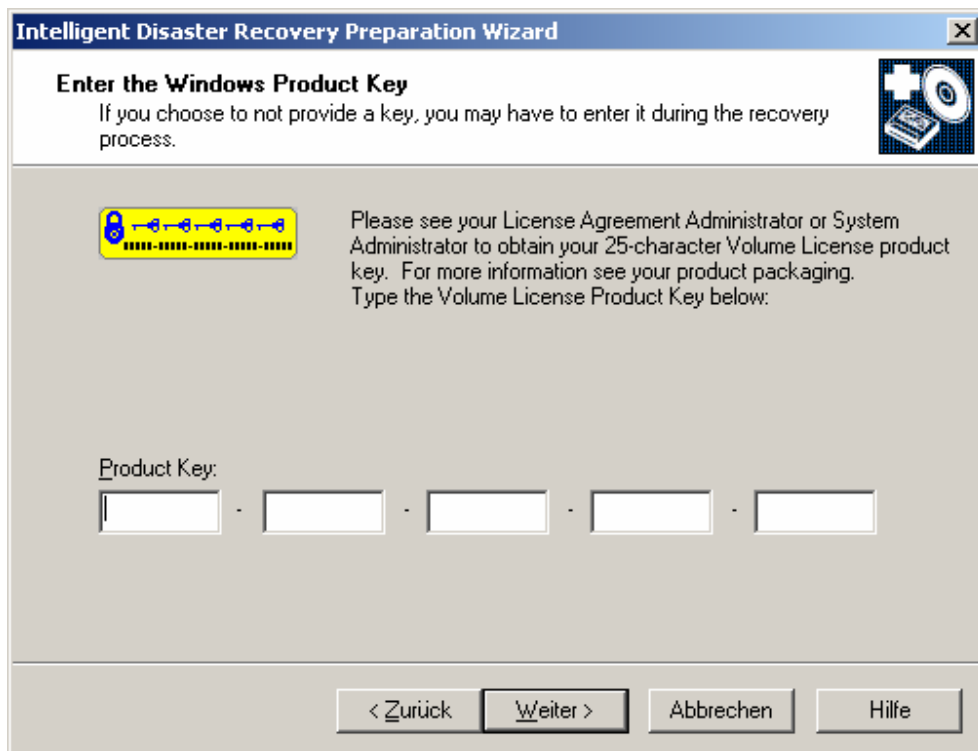 Intelligent Disaster Recovery Preparation Wizard
Enter the Windows Product Key
If you choose to not provide a key, you may have to enter it during the recovery
process.
Please see your License Agreement Administrator or System
Administrator to obtain your 25-character Volume License product
key. For more information see your product packaging.
Type the Volume License Product Key below:
Product Key:
- - - -
< Zurück Weiter > Abbrechen Hilfe